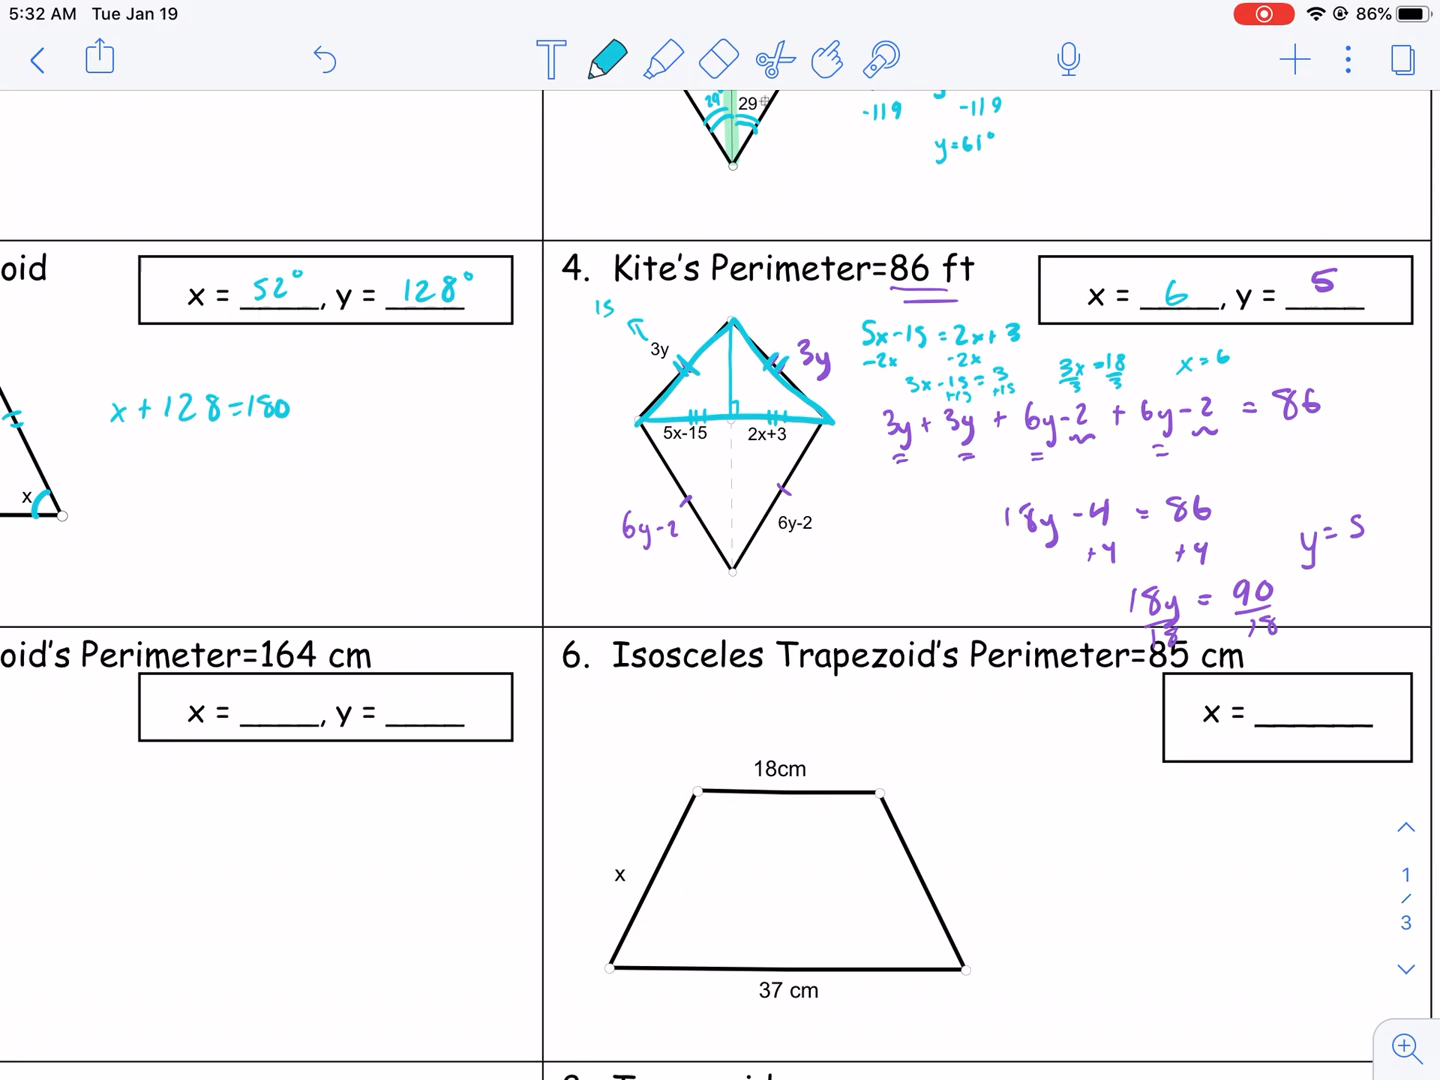 5:32 AM Tue Jan 19
86%
29°
29
-119
-119
y=61°
oid
x = 52°, y = 128°
x + 128 = 180
x
4. Kite's Perimeter=86 ft
x = 6, y = 5
15
3y
3y
5x-15 = 2x+3
-2x -2x
3x-15 = 3
+15 +15
3x = 18
3 3
x = 6
5x-15
2x+3
3y + 3y + 6y-2 + 6y-2 = 86
6y-2
6y-2
18y - 4 = 86
+4 +4
y = 5
18y = 90
18 18
oid's Perimeter=164 cm
x = ____, y = ____
6. Isosceles Trapezoid's Perimeter=85 cm
x = ______
18cm
x
37 cm
1
/
3